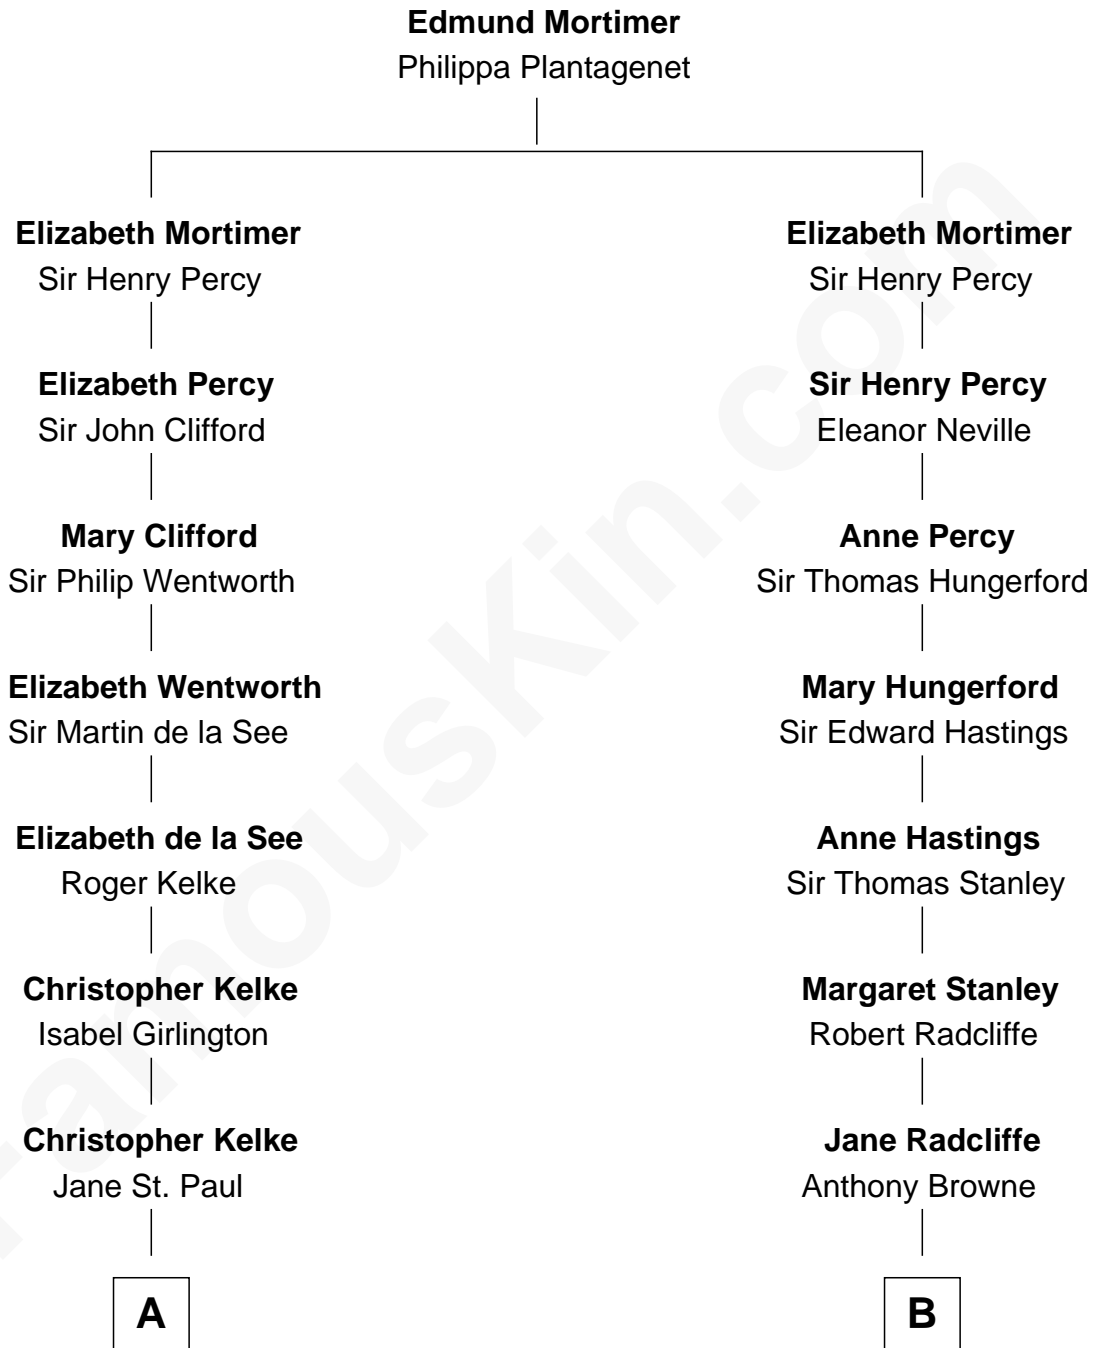 Edmund Mortimer
Philippa Plantagenet
Elizabeth Mortimer
Sir Henry Percy
Elizabeth Percy
Sir John Clifford
Mary Clifford
Sir Philip Wentworth
Elizabeth Wentworth
Sir Martin de la See
Elizabeth de la See
Roger Kelke
Christopher Kelke
Isabel Girlington
Christopher Kelke
Jane St. Paul
A
Elizabeth Mortimer
Sir Henry Percy
Sir Henry Percy
Eleanor Neville
Anne Percy
Sir Thomas Hungerford
Mary Hungerford
Sir Edward Hastings
Anne Hastings
Sir Thomas Stanley
Margaret Stanley
Robert Radcliffe
Jane Radcliffe
Anthony Browne
B
FamousKin.com